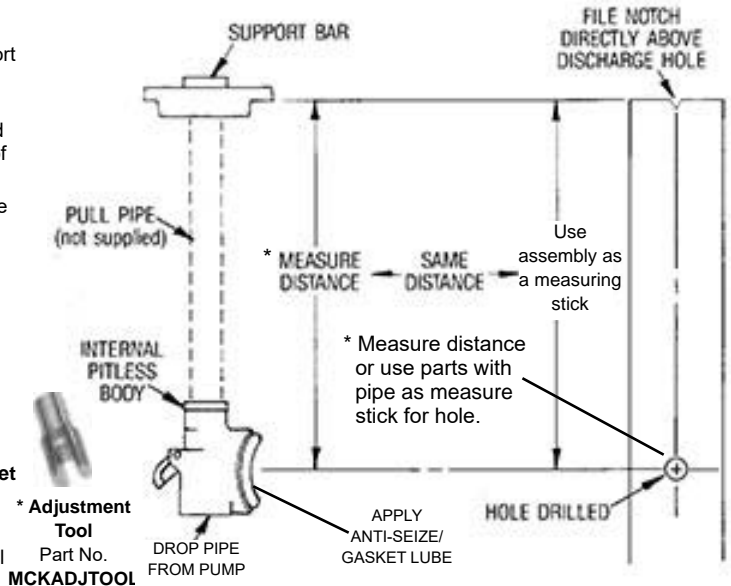 SUPPORT BAR
FILE NOTCH
DIRECTLY ABOVE
DISCHARGE HOLE
PULL PIPE
(not supplied)
* MEASURE
DISTANCE
SAME
DISTANCE
Use
assembly as
a measuring
stick
* Measure distance
or use parts with
pipe as measure
stick for hole.
INTERNAL
PITLESS
BODY
* Adjustment
Tool
Part No.
MCKADJTOOL
DROP PIPE
FROM PUMP
APPLY
ANTI-SEIZE/
GASKET LUBE
HOLE DRILLED